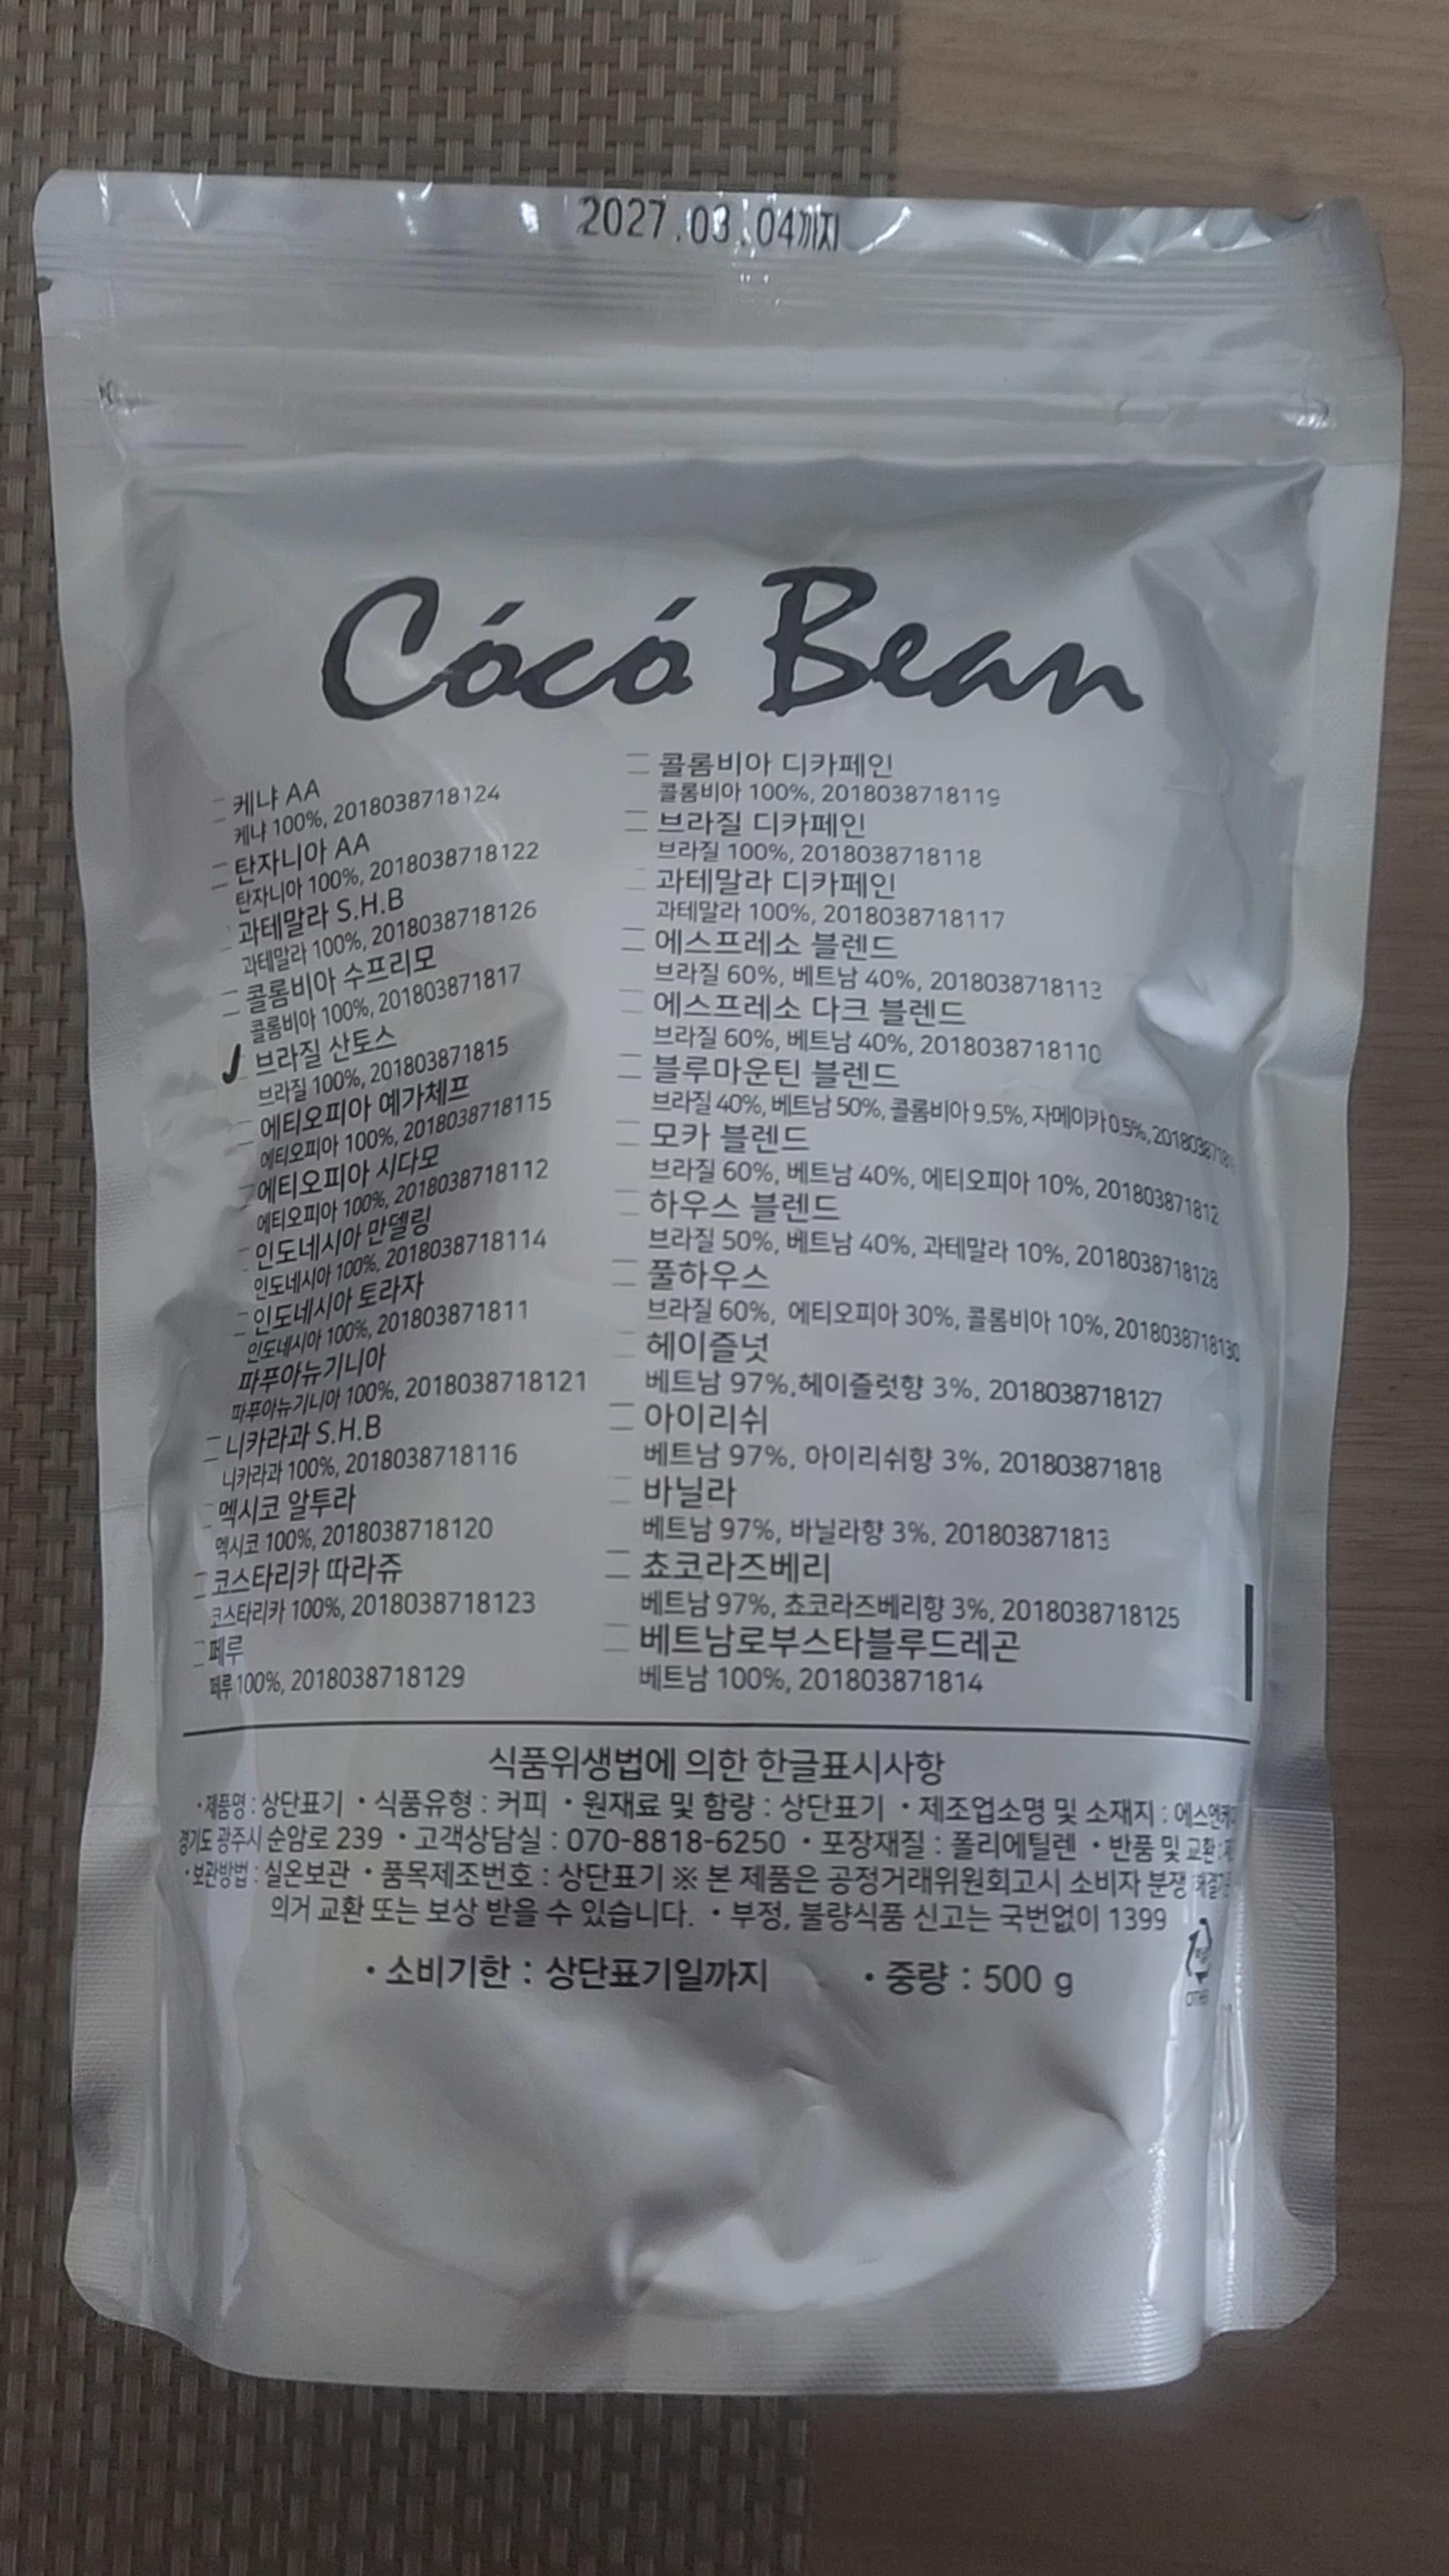 2027.03.04까지
Cócó Bean
케냐 AA
케냐 100%, 2018038718124
탄자니아 AA
탄자니아 100%, 2018038718122
과테말라 S.H.B
과테말라 100%, 2018038718126
콜롬비아 수프리모
콜롬비아 100%, 201803871817
브라질 산토스
브라질 100%, 201803871815
에티오피아 예가체프
에티오피아 100%, 2018038718115
에티오피아 시다모
에티오피아 100%, 2018038718112
인도네시아 만델링
인도네시아 100%, 2018038718114
인도네시아 토라자
인도네시아 100%, 201803871811
파푸아뉴기니아
파푸아뉴기니아 100%, 2018038718121
니카라과 S.H.B
니카라과 100%, 2018038718116
멕시코 알투라
멕시코 100%, 2018038718120
코스타리카 따라쥬
코스타리카 100%, 2018038718123
페루
페루 100%, 2018038718129
콜롬비아 디카페인
콜롬비아 100%, 2018038718119
브라질 디카페인
브라질 100%, 2018038718118
과테말라 디카페인
과테말라 100%, 2018038718117
에스프레소 블렌드
브라질 60%, 베트남 40%, 2018038718113
에스프레소 다크 블렌드
브라질 60%, 베트남 40%, 2018038718110
블루마운틴 블렌드
브라질 40%, 베트남 50%, 콜롬비아 9.5%, 자메이카 0.5%,
모카 블렌드
브라질 60%, 베트남 40%, 에티오피아 10%, 201803871812
하우스 블렌드
브라질 50%, 베트남 40%, 과테말라 10%, 2018038718128
풀하우스
브라질 60%, 에티오피아 30%, 콜롬비아 10%, 2018038718130
헤이즐넛
베트남 97%,헤이즐럿향 3%, 2018038718127
아이리쉬
베트남 97%, 아이리쉬향 3%, 201803871818
바닐라
베트남 97%, 바닐라향 3%, 201803871813
쵸코라즈베리
베트남 97%, 쵸코라즈베리향 3%, 2018038718125
베트남로부스타블루드레곤
베트남 100%, 201803871814
식품위생법에 의한 한글표시사항
・제품명 : 상단표기 ・식품유형 : 커피 ・원재료 및 함량 : 상단표기 ・제조업소명 및 소재지 :
경기도 광주시 순암로 239 ・고객상담실 : 070-8818-6250 ・포장재질 : 폴리에틸렌 ・반품 및 교환 :
・보관방법 : 실온보관 ・품목제조번호 : 상단표기 ※ 본 제품은 공정거래위원회고시 소비자 분쟁
의거 교환 또는 보상 받을 수 있습니다. ・부정, 불량식품 신고는 국번없이 1399
・소비기한 : 상단표기일까지 ・중량 : 500 g
OTHER